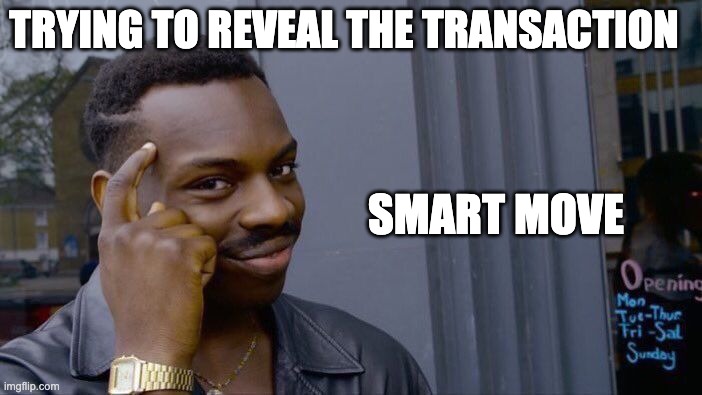 TRYING TO REVEAL THE TRANSACTION
SMART MOVE
Opening
Mon
Tue-Thur
Fri-Sat
Sunday
imgflip.com